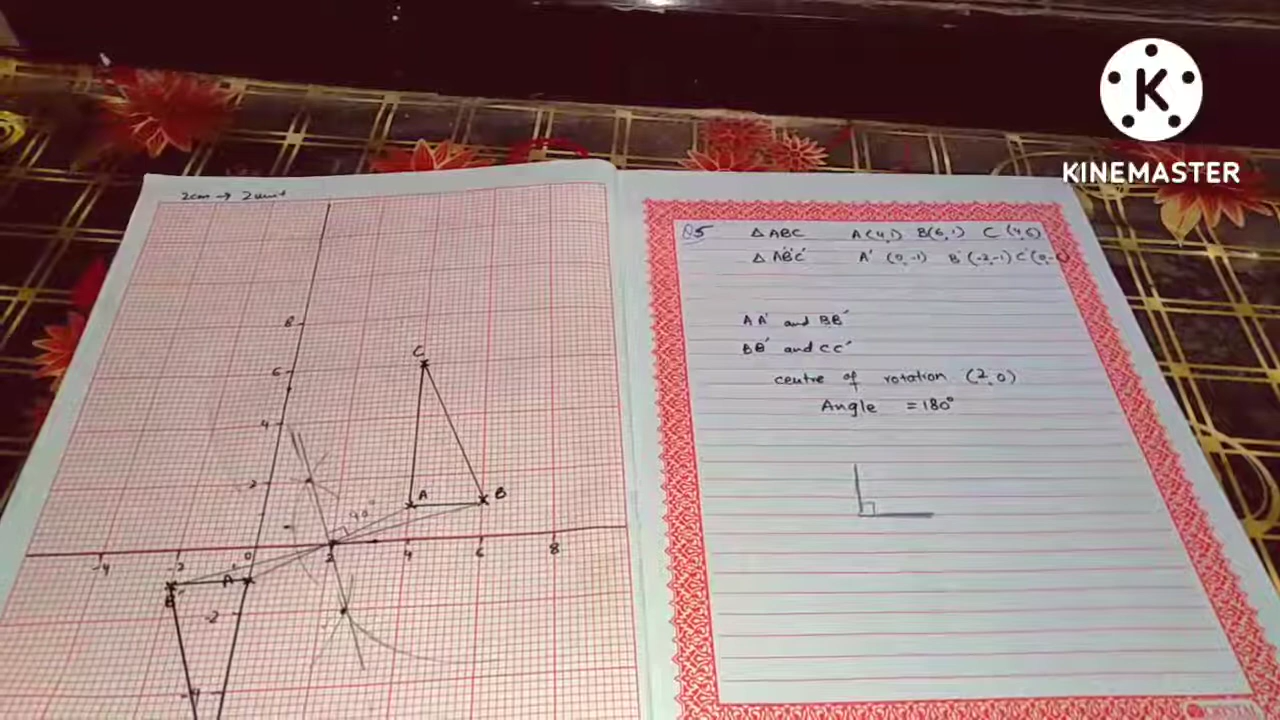 KINEMASTER
2cm → 2 unit
8
6
4
2
-4 -2 0 2 4 6 8
-2
-4
C
A B
90°
B' A'
Q5 △ ABC A(4,1) B(6,1) C(4,6)
△ A'B'C' A' (0,-1) B'(-2,-1) C'(0,-6
AA' and BB'
BB' and CC'
centre of rotation (2,0)
Angle = 180°